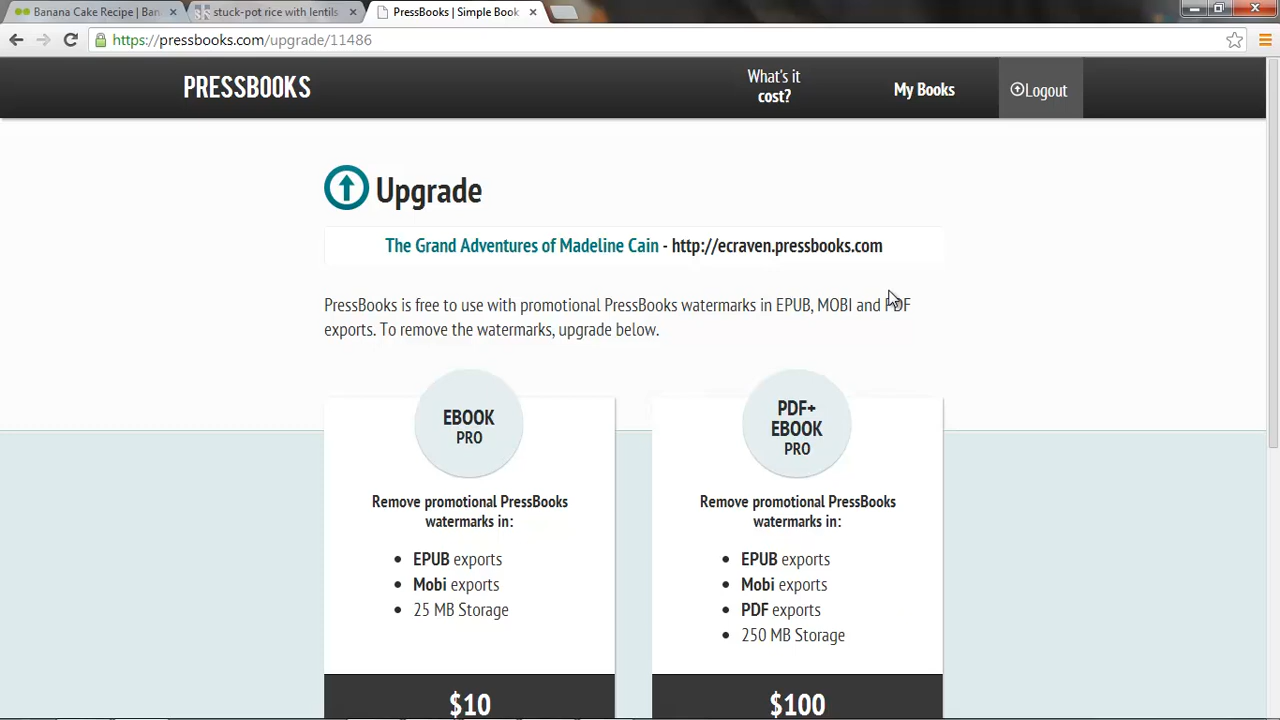 Banana Cake Recipe | Ban
stuck-pot rice with lentils
PressBooks | Simple Book
https://pressbooks.com/upgrade/11486
PRESSBOOKS
What's it
cost?
My Books
Logout
Upgrade
The Grand Adventures of Madeline Cain - http://ecraven.pressbooks.com
PressBooks is free to use with promotional PressBooks watermarks in EPUB, MOBI and PDF
exports. To remove the watermarks, upgrade below.
EBOOK
PRO
Remove promotional PressBooks
watermarks in:
• EPUB exports
• Mobi exports
• 25 MB Storage
$10
PDF+
EBOOK
PRO
Remove promotional PressBooks
watermarks in:
• EPUB exports
• Mobi exports
• PDF exports
• 250 MB Storage
$100